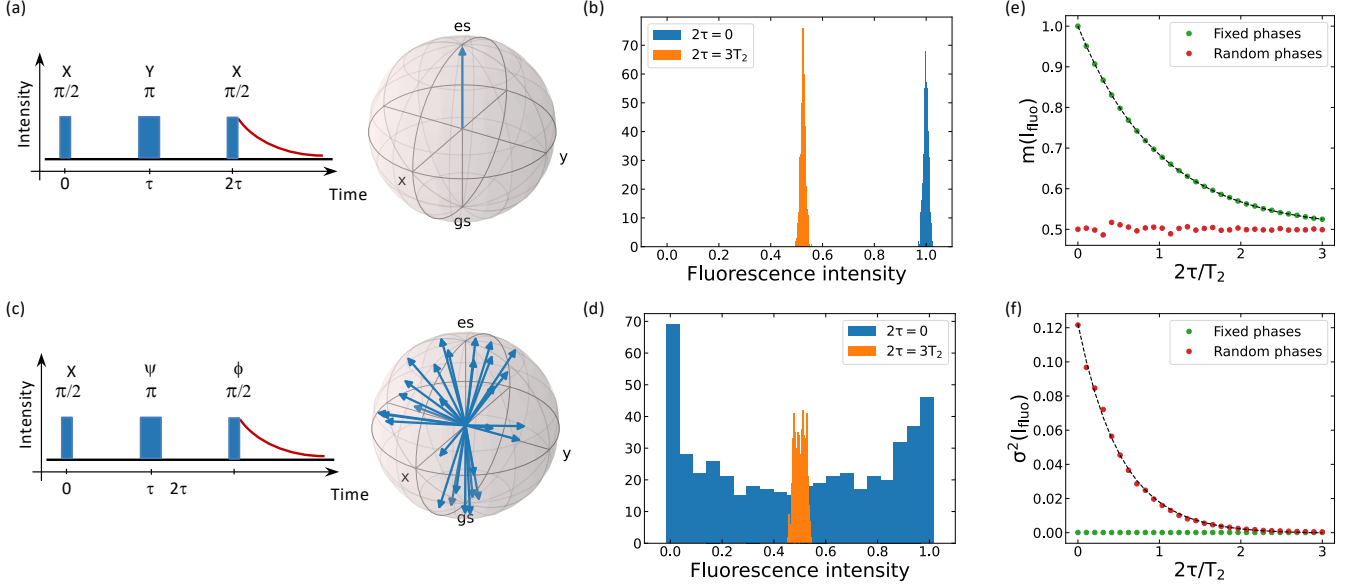 (a)
Intensity
X
Y
X
π/2
π
π/2
0
τ
2τ
Time
es
y
x
gs
(b)
2τ = 0
2τ = 3T₂
70
60
50
40
30
20
10
0
0.0
0.2
0.4
0.6
0.8
1.0
Fluorescence intensity
(e)
Fixed phases
Random phases
m(I_fluo)
1.0
0.9
0.8
0.7
0.6
0.5
0
1
2
3
2τ/T₂
(c)
Intensity
X
ψ
ϕ
π/2
π
π/2
0
τ
2τ
Time
es
y
x
gs
(d)
2τ = 0
2τ = 3T₂
70
60
50
40
30
20
10
0
0.0
0.2
0.4
0.6
0.8
1.0
Fluorescence intensity
(f)
Fixed phases
Random phases
σ²(I_fluo)
0.12
0.10
0.08
0.06
0.04
0.02
0.00
0
1
2
3
2τ/T₂